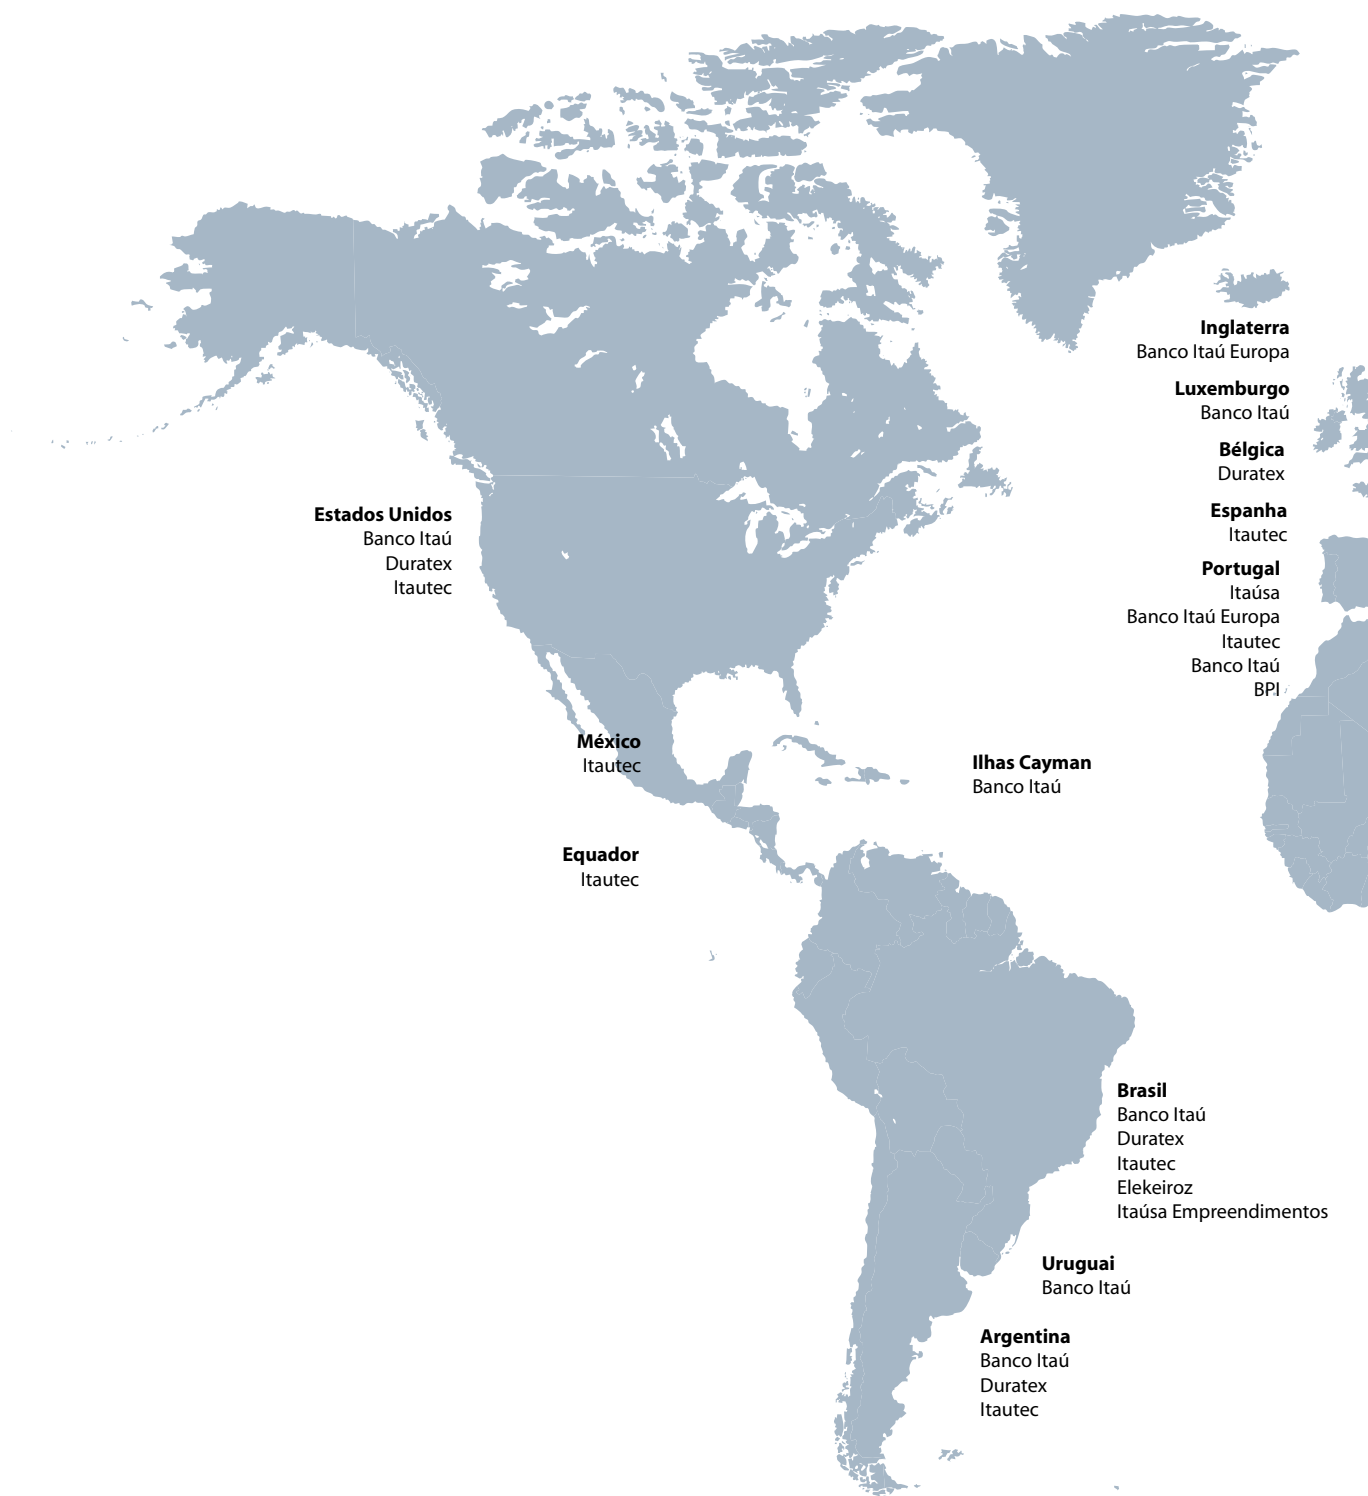 Inglaterra
Banco Itaú Europa
Luxemburgo
Banco Itaú
Bélgica
Duratex
Espanha
Itautec
Portugal
Itaúsa
Banco Itaú Europa
Itautec
Banco Itaú
BPI
Estados Unidos
Banco Itaú
Duratex
Itautec
México
Itautec
Ilhas Cayman
Banco Itaú
Equador
Itautec
Brasil
Banco Itaú
Duratex
Itautec
Elekeiroz
Itaúsa Empreendimentos
Uruguai
Banco Itaú
Argentina
Banco Itaú
Duratex
Itautec